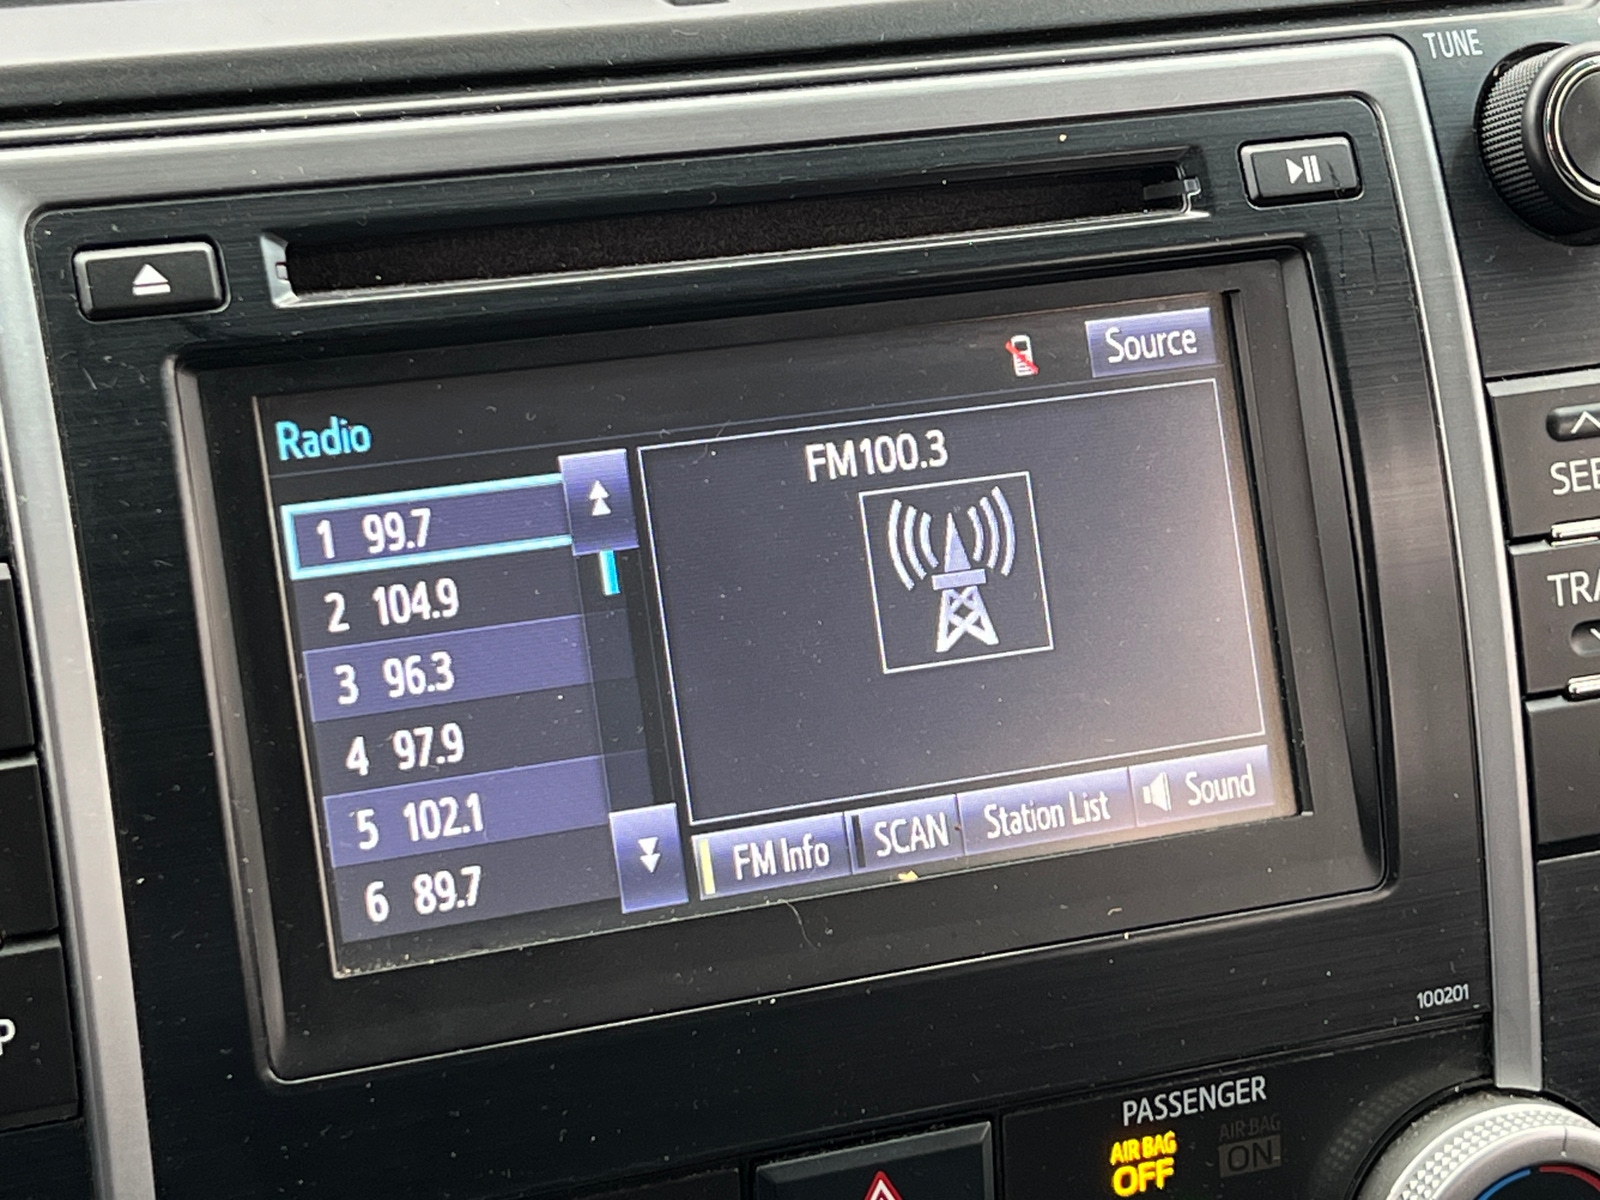 TUNE
Source
Radio
FM100.3
1 99.7
2 104.9
3 96.3
4 97.9
5 102.1
6 89.7
FM Info
SCAN
Station List
Sound
100201
PASSENGER
AIR BAG
OFF
AIR BAG
ON